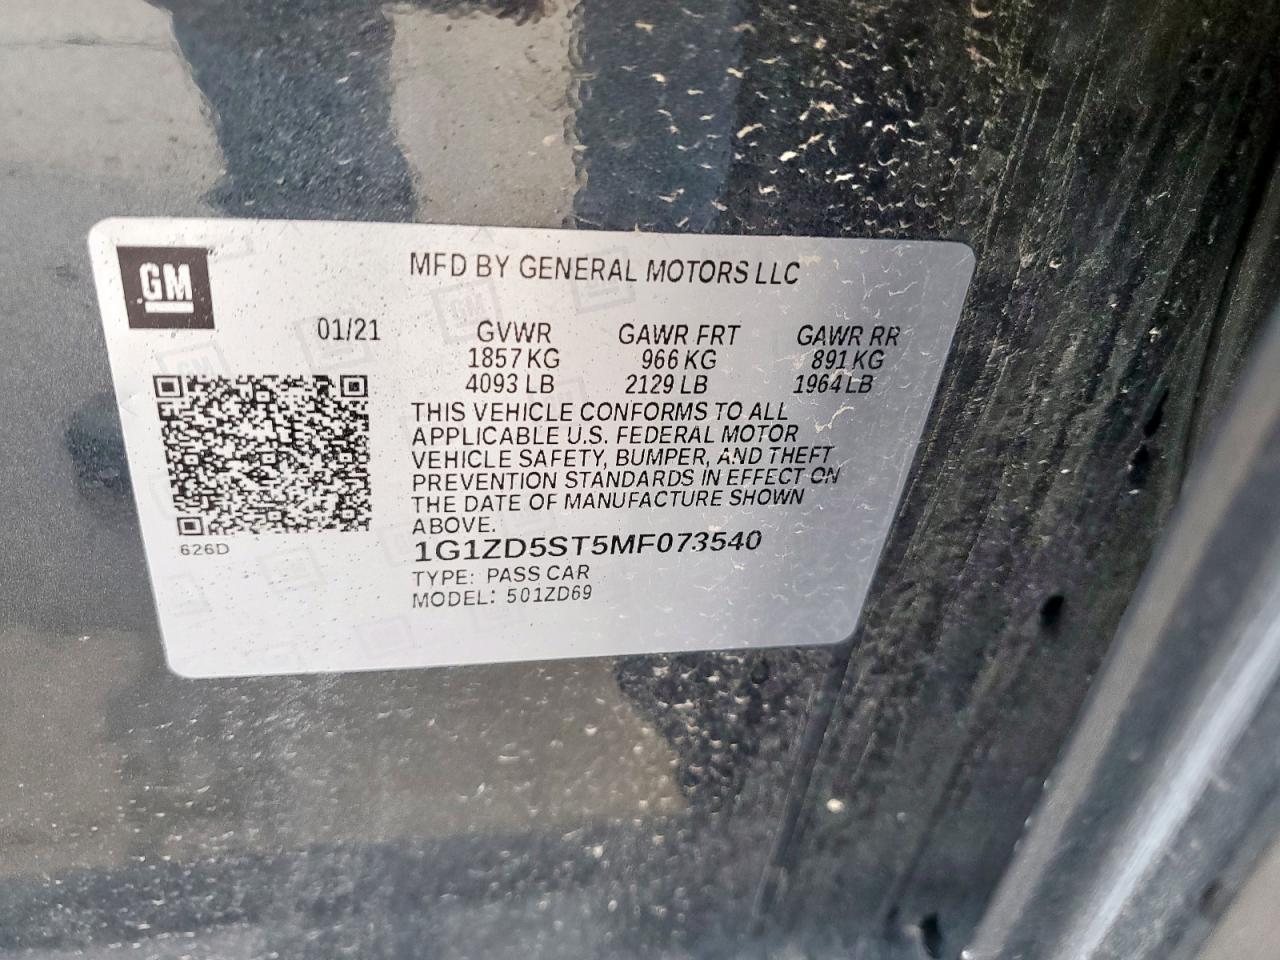 GM
MFD BY GENERAL MOTORS LLC
01/21 GVWR GAWR FRT GAWR RR
1857 KG 966 KG 891 KG
4093 LB 2129 LB 1964 LB
THIS VEHICLE CONFORMS TO ALL
APPLICABLE U.S. FEDERAL MOTOR
VEHICLE SAFETY, BUMPER, AND THEFT
PREVENTION STANDARDS IN EFFECT ON
THE DATE OF MANUFACTURE SHOWN
ABOVE.
626D
1G1ZD5ST5MF073540
TYPE: PASS CAR
MODEL: 501ZD69